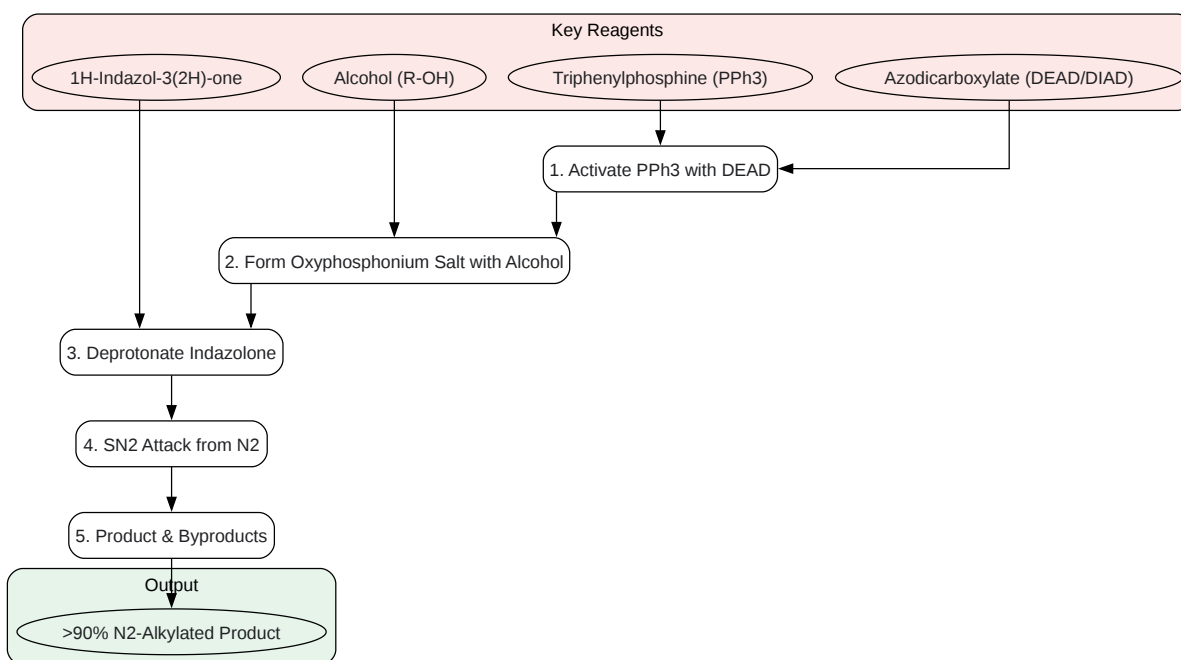 Key Reagents
1H-Indazol-3(2H)-one
Alcohol (R-OH)
Triphenylphosphine (PPh3)
Azodicarboxylate (DEAD/DIAD)
1. Activate PPh3 with DEAD
2. Form Oxyphosphonium Salt with Alcohol
3. Deprotonate Indazolone
4. SN2 Attack from N2
5. Product & Byproducts
Output
>90% N2-Alkylated Product